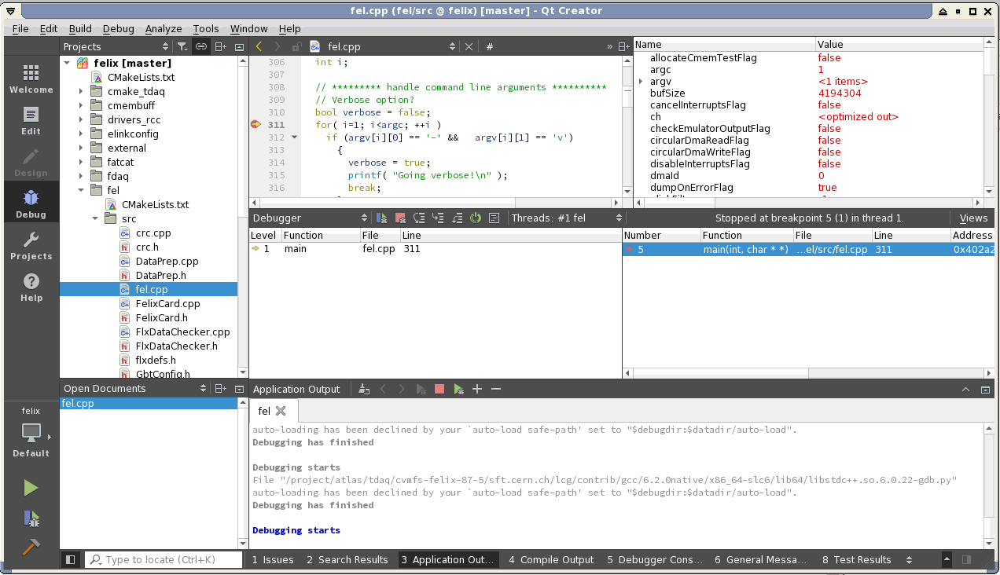 fel.cpp (fel/src @ felix) [master] - Qt Creator
File Edit Build Debug Analyze Tools Window Help
Welcome
Edit
Design
Debug
Projects
Help
felix
Default
Projects
felix [master]
CMakeLists.txt
cmake_tdaq
cmembuff
drivers_rcc
elinkconfig
external
fatcat
fdaq
fel
CMakeLists.txt
src
crc.cpp
crc.h
DataPrep.cpp
DataPrep.h
fel.cpp
FelixCard.cpp
FelixCard.h
FlxDataChecker.cpp
FlxDataChecker.h
flxdefs.h
GbtConfig.h
Open Documents
fel.cpp
fel.cpp # »
306 int i;
307
308 // ********* handle command line arguments **********
309 // Verbose option?
310 bool verbose = false;
311 for( i=1; i<argc; ++i )
312 if (argv[i][0] == '-' && argv[i][1] == 'v')
313 {
314 verbose = true;
315 printf( "Going verbose!\n" );
316 break;
Name Value
allocateCmemTestFlag false
argc 1
argv <1 items>
bufSize 4194304
cancelInterruptsFlag false
ch <optimized out>
checkEmulatorOutputFlag false
circularDmaReadFlag false
circularDmaWriteFlag false
disableInterruptsFlag false
dmaId 0
dumpOnErrorFlag true
Debugger Threads: #1 fel Stopped at breakpoint 5 (1) in thread 1. Views
Level Function File Line
1 main fel.cpp 311
Number Function File Line Address
5 main(int, char * *) ...el/src/fel.cpp 311 0x402a2
Application Output
fel
auto-loading has been declined by your `auto-load safe-path' set to "$debugdir:$datadir/auto-load".
Debugging has finished
Debugging starts
File "/project/atlas/tdaq/cvmfs-felix-87-5/sft.cern.ch/lcg/contrib/gcc/6.2.0native/x86_64-slc6/lib64/libstdc++.so.6.0.22-gdb.py"
auto-loading has been declined by your `auto-load safe-path' set to "$debugdir:$datadir/auto-load".
Debugging has finished
Debugging starts
Type to locate (Ctrl+K) 1 Issues 2 Search Results 3 Application Out... 4 Compile Output 5 Debugger Cons... 6 General Messa... 8 Test Results